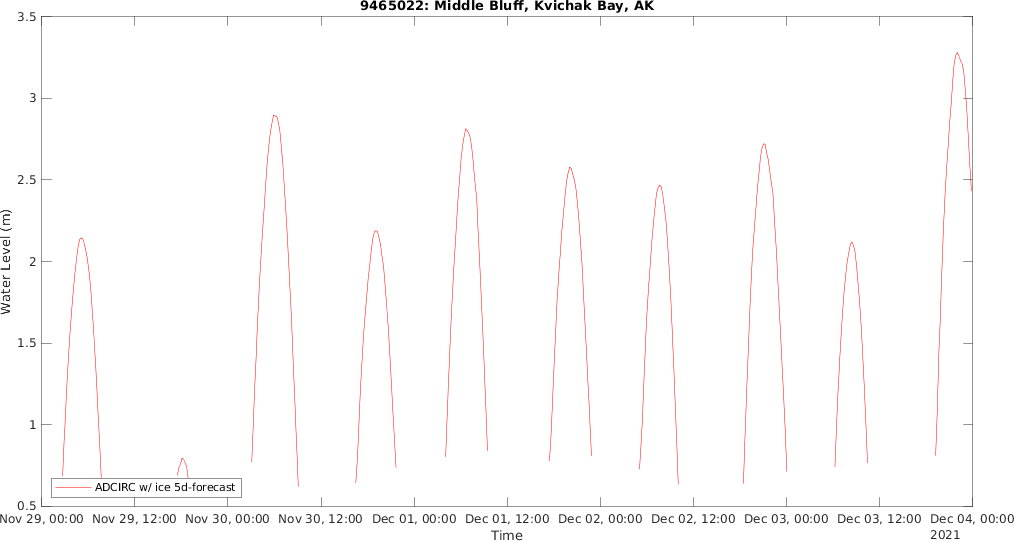 9465022: Middle Bluff, Kvichak Bay, AK
3.5
3
2.5
2
1.5
1
0.5
Water Level (m)
ADCIRC w/ ice 5d-forecast
Nov 29, 00:00 Nov 29, 12:00 Nov 30, 00:00 Nov 30, 12:00 Dec 01, 00:00 Dec 01, 12:00 Dec 02, 00:00 Dec 02, 12:00 Dec 03, 00:00 Dec 03, 12:00 Dec 04, 00:00
Time
2021